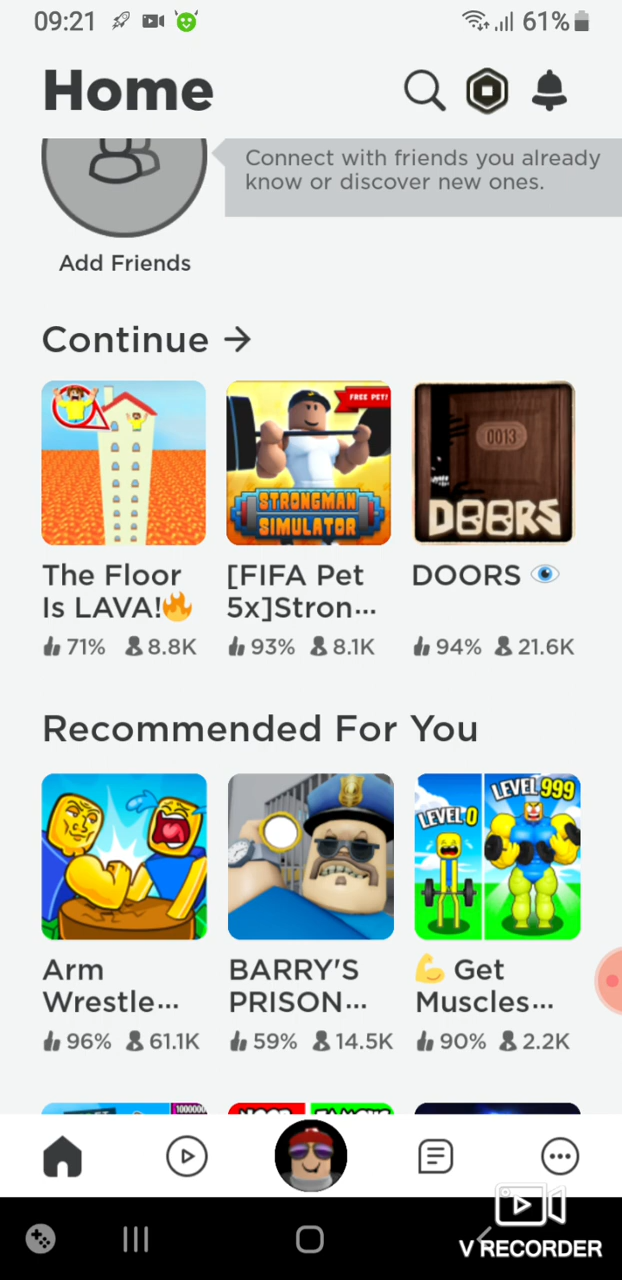 09:21
61%
Home
Connect with friends you already
know or discover new ones.
Add Friends
Continue →
FREE PET!
0013
STRONGMAN
SIMULATOR
DOORS
The Floor
Is LAVA!🔥
[FIFA Pet
5x]Stron...
DOORS 👁️
71% 8.8K
93% 8.1K
94% 21.6K
Recommended For You
LEVEL 0
LEVEL 999
Arm
Wrestle...
BARRY'S
PRISON...
💪 Get
Muscles...
96% 61.1K
59% 14.5K
90% 2.2K
V RECORDER